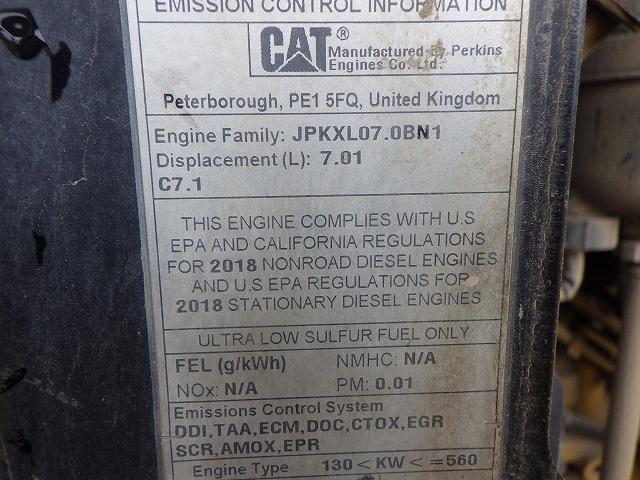 EMISSION CONTROL INFORMATION
CAT® Manufactured By Perkins
Engines Co. Ltd.
Peterborough, PE1 5FQ, United Kingdom
Engine Family: JPKXL07.0BN1
Displacement (L): 7.01
C7.1
THIS ENGINE COMPLIES WITH U.S
EPA AND CALIFORNIA REGULATIONS
FOR 2018 NONROAD DIESEL ENGINES
AND U.S EPA REGULATIONS FOR
2018 STATIONARY DIESEL ENGINES
ULTRA LOW SULFUR FUEL ONLY
FEL (g/kWh) NMHC: N/A
NOx: N/A PM: 0.01
Emissions Control System
DDI,TAA,ECM,DOC,CTOX,EGR
SCR,AMOX,EPR
Engine Type 130 < KW < =560